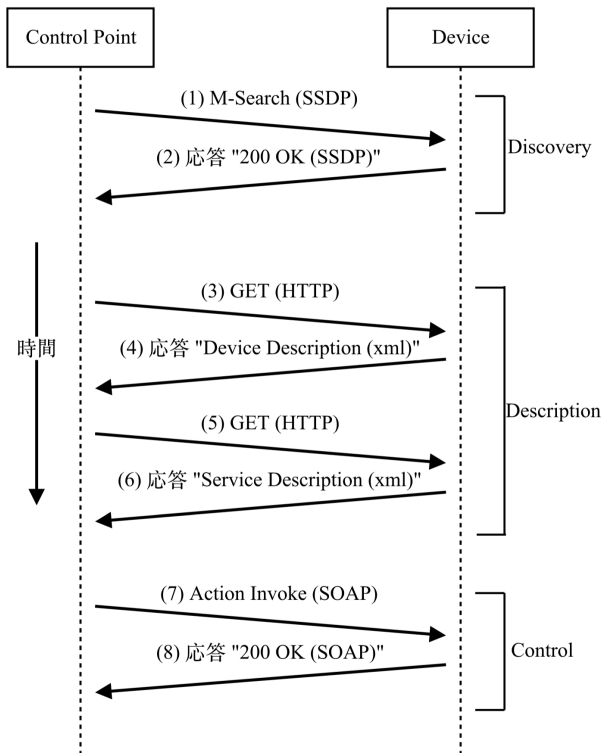 Control Point
Device
(1) M-Search (SSDP)
(2) 応答 "200 OK (SSDP)"
Discovery
(3) GET (HTTP)
時間
(4) 応答 "Device Description (xml)"
Description
(5) GET (HTTP)
(6) 応答 "Service Description (xml)"
(7) Action Invoke (SOAP)
(8) 応答 "200 OK (SOAP)"
Control